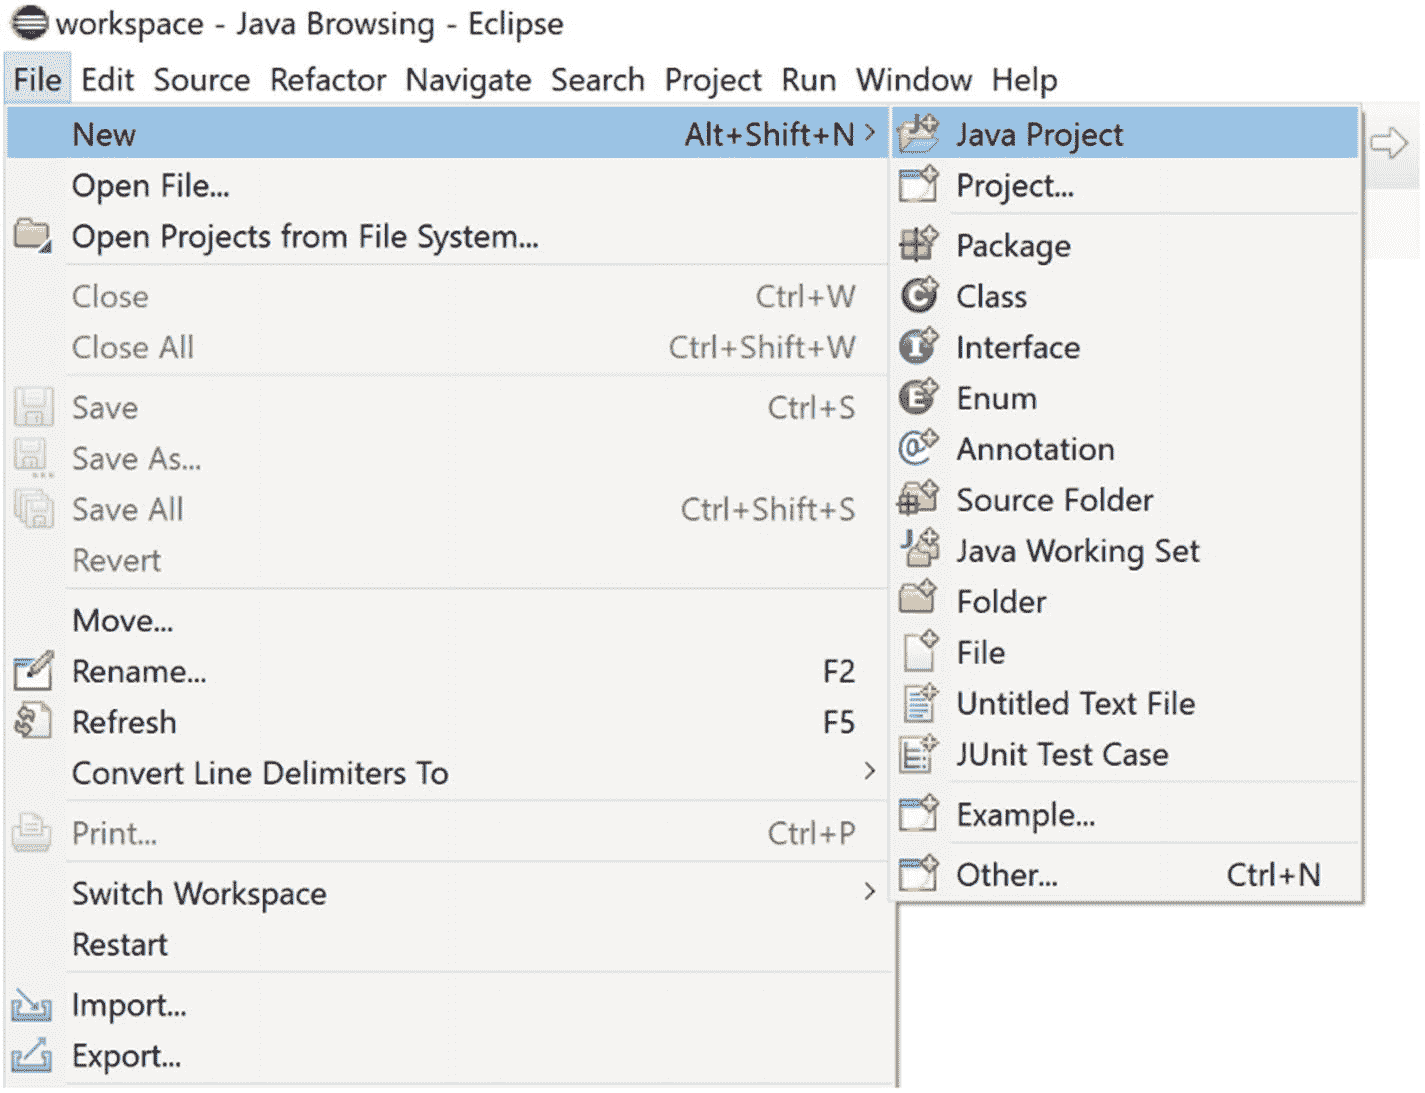 workspace - Java Browsing - Eclipse
File Edit Source Refactor Navigate Search Project Run Window Help
New Alt+Shift+N
Open File...
Open Projects from File System...
Close Ctrl+W
Close All Ctrl+Shift+W
Save Ctrl+S
Save As...
Save All Ctrl+Shift+S
Revert
Move...
Rename... F2
Refresh F5
Convert Line Delimiters To
Print... Ctrl+P
Switch Workspace
Restart
Import...
Export...
Java Project
Project...
Package
Class
Interface
Enum
Annotation
Source Folder
Java Working Set
Folder
File
Untitled Text File
JUnit Test Case
Example...
Other... Ctrl+N